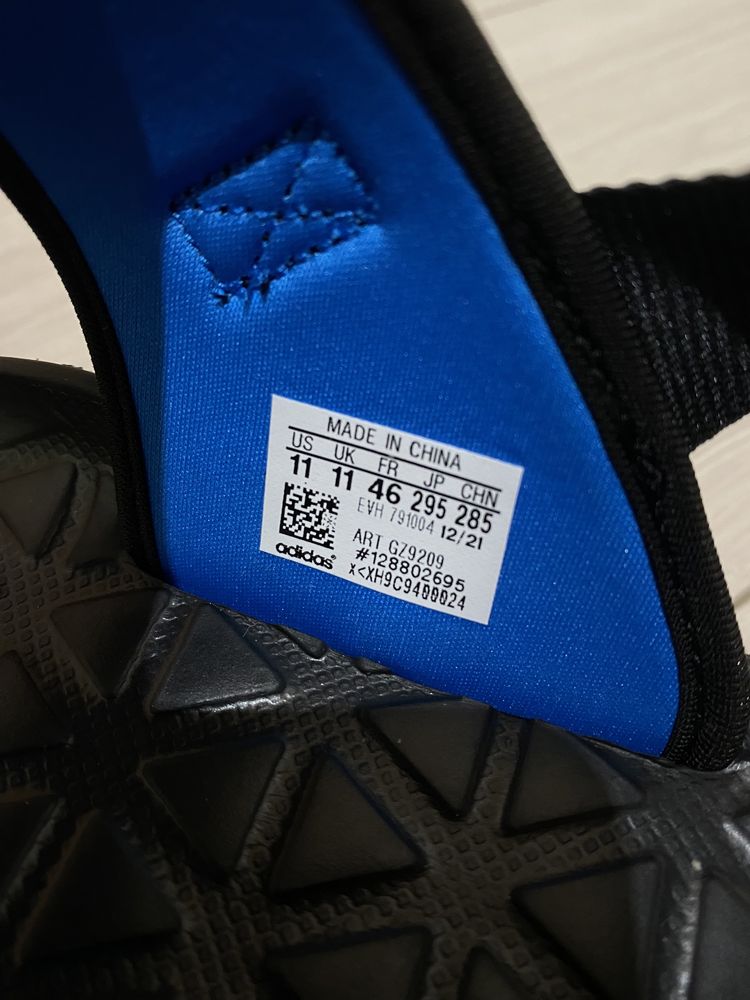 MADE IN CHINA
US UK FR JP CHN
11 11 46 295 285
EVH 791004 12/21
ART GZ9209
#128802695
x<XH9C9400024
adidas